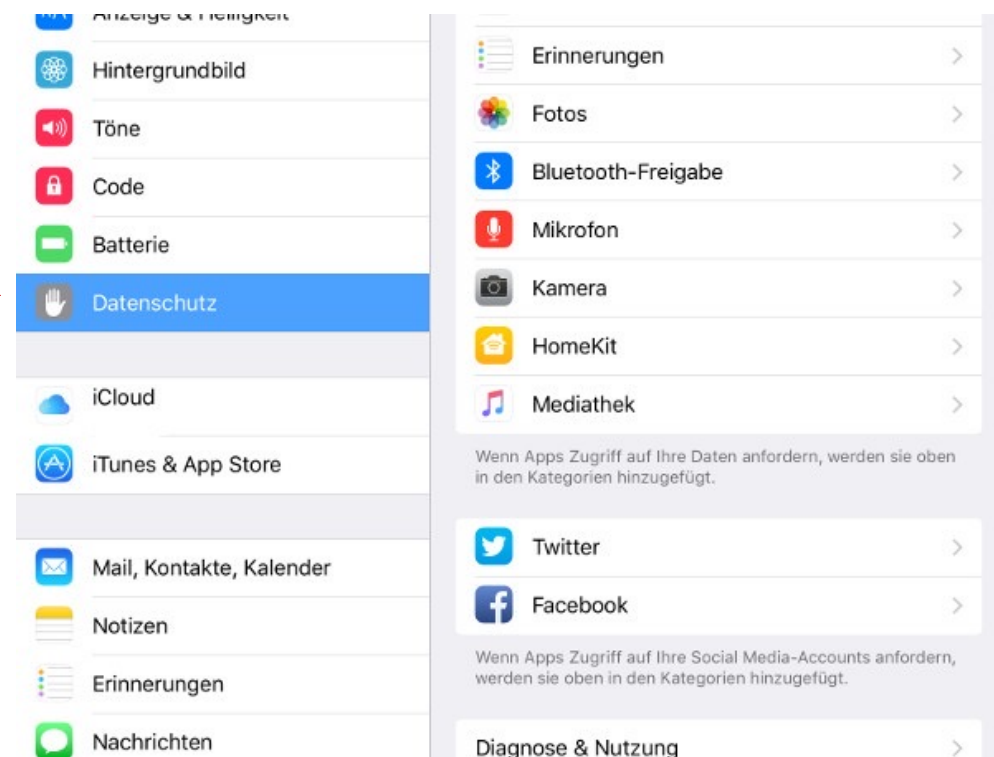 Anzeige & Helligkeit
Hintergrundbild
Töne
Code
Batterie
Datenschutz
iCloud
iTunes & App Store
Mail, Kontakte, Kalender
Notizen
Erinnerungen
Nachrichten
Erinnerungen
Fotos
Bluetooth-Freigabe
Mikrofon
Kamera
HomeKit
Mediathek
Wenn Apps Zugriff auf Ihre Daten anfordern, werden sie oben
in den Kategorien hinzugefügt.
Twitter
Facebook
Wenn Apps Zugriff auf Ihre Social Media-Accounts anfordern,
werden sie oben in den Kategorien hinzugefügt.
Diagnose & Nutzung